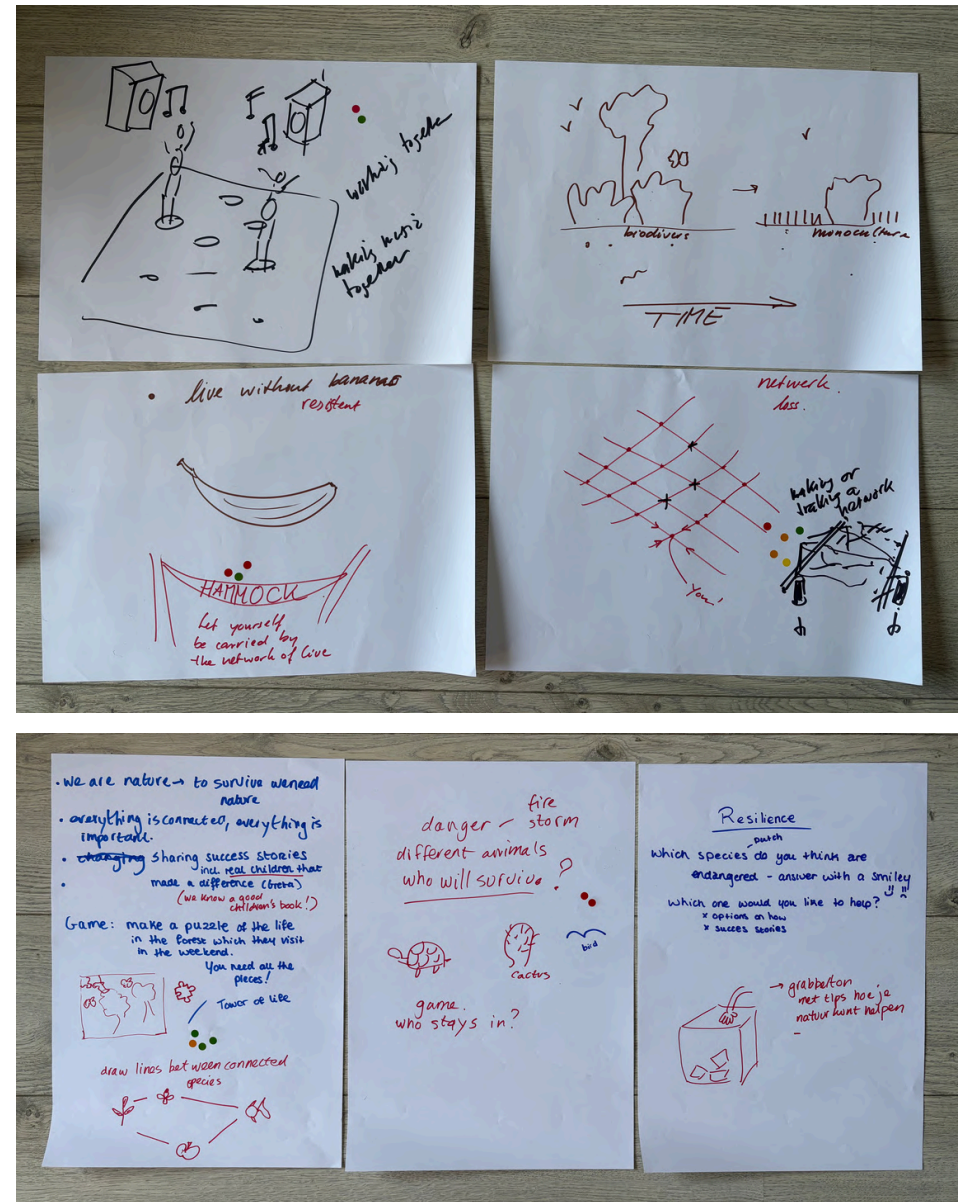 working together
making music
together
biodivers
monocultura
TIME
live without bananas
resistent
HAMMOCK
Let yourself
be carried by
the network of live
network
loss.
making or
braking a
network
You!
• we are nature → to survive we need
nature
• everything is connected, everything is
important.
• changing sharing success stories
incl. real children that
made a difference (Greta)
(we know a good
children's book!)
Game: make a puzzle of the life
in the forest which they visit
in the weekend.
You need all the
pieces!
Tower of life
draw lines between connected
species
danger - fire
storm
different animals
who will survive?
bird
cactus
game.
who stays in?
Resilience
dutch
Which species do you think are
endangered - answer with a smiley
Which one would you like to help?
x options on how
x succes stories
→ grabbelton
met tips hoe je
natuur kunt helpen